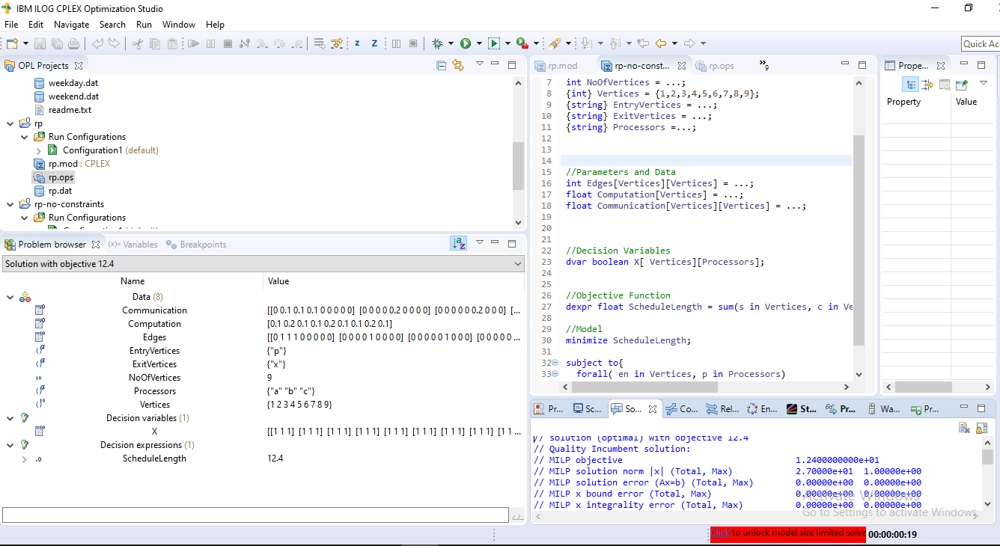 IBM ILOG CPLEX Optimization Studio
File Edit Navigate Search Run Window Help
Quick Ac
OPL Projects
weekday.dat
weekend.dat
readme.txt
rp
Run Configurations
Configuration1 (default)
rp.mod : CPLEX
rp.ops
rp.dat
rp-no-constraints
Run Configurations
Problem browser (x)= Variables Breakpoints
Solution with objective 12.4
Name Value
Data (8)
Communication [[0 0.1 0.1 0.1 0 0 0 0 0] [0 0 0 0 0.2 0 0 0 0] [0 0 0 0 0 0.2 0 0 0] [...
Computation [0.1 0.2 0.1 0.1 0.2 0.1 0.1 0.2 0.1]
Edges [[0 1 1 1 0 0 0 0 0] [0 0 0 0 1 0 0 0 0] [0 0 0 0 0 1 0 0 0] [0 0 0 0 0 ...
EntryVertices {"p"}
ExitVertices {"x"}
NoOfVertices 9
Processors {"a" "b" "c"}
Vertices {1 2 3 4 5 6 7 8 9}
Decision variables (1)
X [[1 1 1] [1 1 1] [1 1 1] [1 1 1] [1 1 1] [1 1 1] [1 1 1] [1 1 1] [1 1 ...
Decision expressions (1)
ScheduleLength 12.4
rp.mod rp-no-const... rp.ops »9
7 int NoOfVertices = ...;
8 {int} Vertices = {1,2,3,4,5,6,7,8,9};
9 {string} EntryVertices = ...;
10 {string} ExitVertices = ...;
11 {string} Processors =...;
12
13
14
15 //Parameters and Data
16 int Edges[Vertices][Vertices] = ...;
17 float Computation[Vertices] = ...;
18 float Communication[Vertices][Vertices] = ...;
19
20
21
22 //Decision Variables
23 dvar boolean X[ Vertices][Processors];
24
25
26 //Objective Function
27 dexpr float ScheduleLength = sum(s in Vertices, c in Ve
28
29 //Model
30 minimize ScheduleLength;
31
32 subject to{
33 forall( en in Vertices, p in Processors)
Prope...
Property Value
Pr... Sc... So... Co... Rel... En... St... Pr... Wa... Pr...
// solution (optimal) with objective 12.4
// Quality Incumbent solution:
// MILP objective 1.2400000000e+01
// MILP solution norm |x| (Total, Max) 2.70000e+01 1.00000e+00
// MILP solution error (Ax=b) (Total, Max) 0.00000e+00 0.00000e+00
// MILP x bound error (Total, Max) 0.00000e+00 0.00000e+00
// MILP x integrality error (Total, Max) 0.00000e+00 0.00000e+00
Activate Windows
Go to Settings to activate Windows.
Click to unlock model size limited solve 00:00:00:19